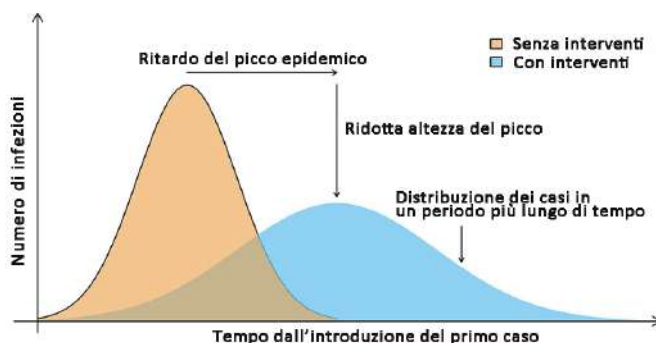 Ritardo del picco epidemico
Senza interventi
Con interventi
Ridotta altezza del picco
Distribuzione dei casi in
un periodo più lungo di tempo
Numero di infezioni
Tempo dall'introduzione del primo caso